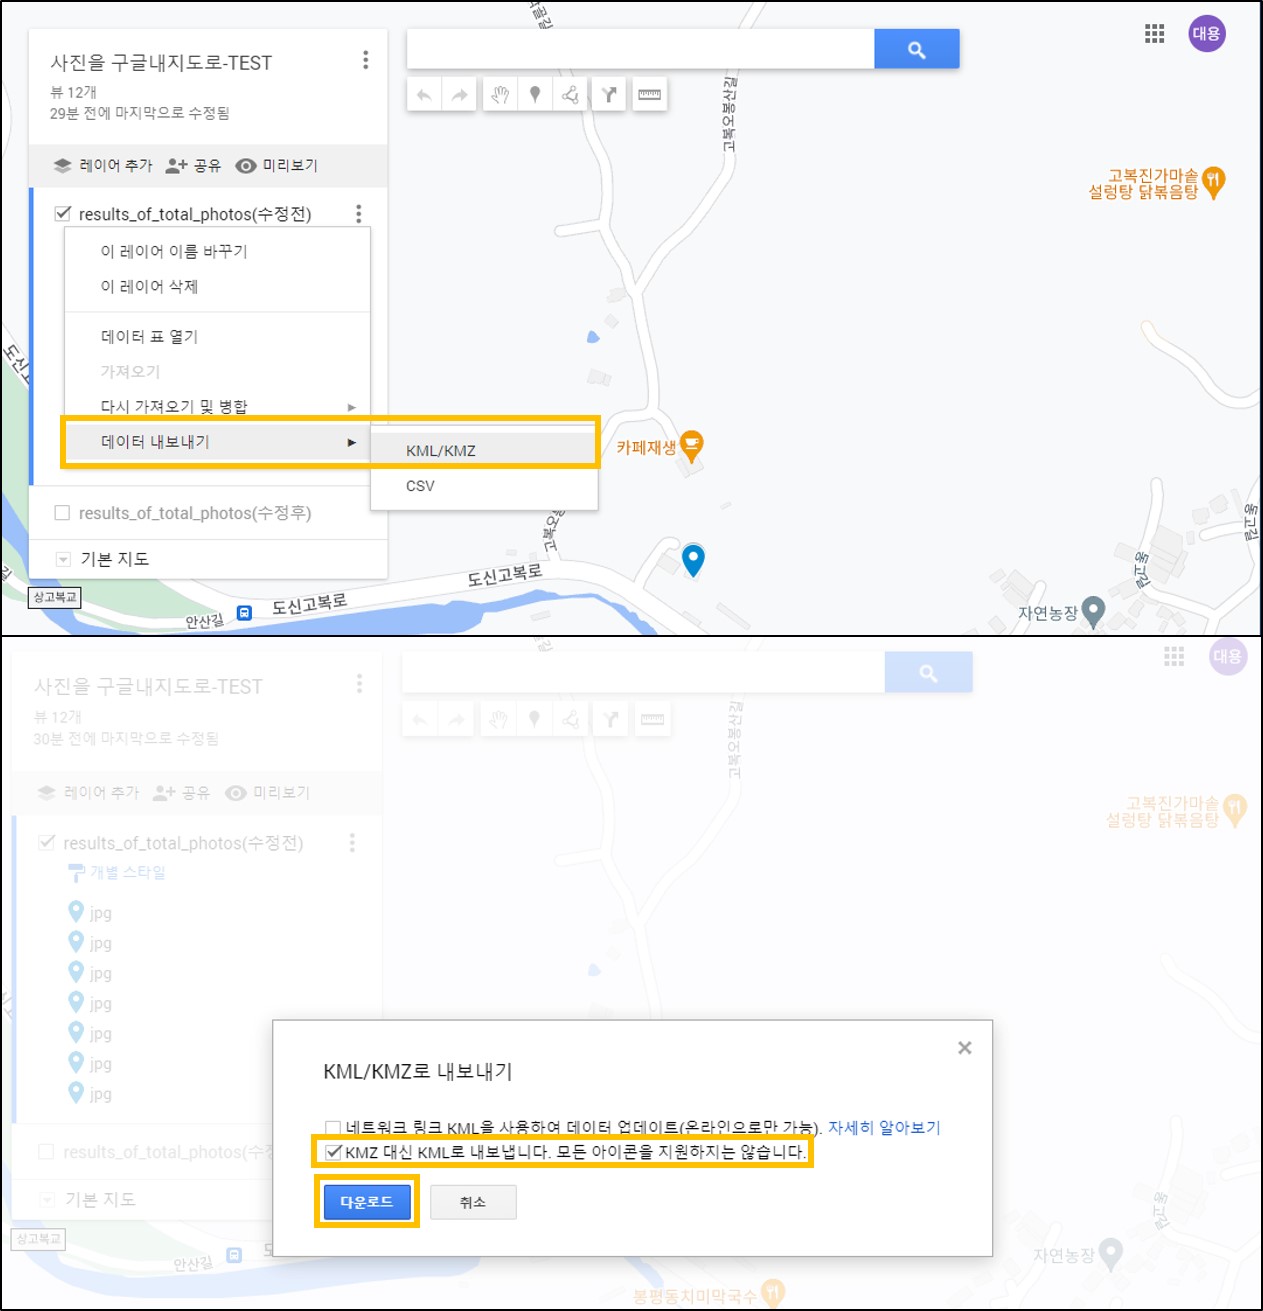 사진을 구글내지도로-TEST
뷰 12개
29분 전에 마지막으로 수정됨
대용
레이어 추가 공유 미리보기
results_of_total_photos(수정전)
이 레이어 이름 바꾸기
이 레이어 삭제
데이터 표 열기
가져오기
다시 가져오기 및 병합
데이터 내보내기
KML/KMZ
CSV
results_of_total_photos(수정후)
기본 지도
상고복교
안산길
도신고복로
도신고복로
고복오봉산길
고복진가마솥
설렁탕 닭볶음탕
카페재생
자연농장
사진을 구글내지도로-TEST
뷰 12개
30분 전에 마지막으로 수정됨
대용
레이어 추가 공유 미리보기
results_of_total_photos(수정전)
개별 스타일
jpg
jpg
jpg
jpg
jpg
jpg
jpg
results_of_total_photos(수정
기본 지도
상고복교
안산길
고복오봉산길
고복진가마솥
설렁탕 닭볶음탕
KML/KMZ로 내보내기
네트워크 링크 KML을 사용하여 데이터 업데이트(온라인으로만 가능). 자세히 알아보기
KMZ 대신 KML로 내보냅니다. 모든 아이콘을 지원하지는 않습니다.
다운로드 취소
자연농장
봉평동치미막국수